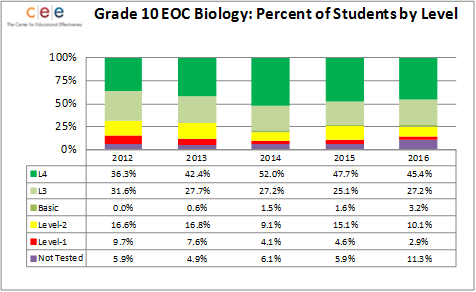 cee
The Center for Educational Effectiveness
Grade 10 EOC Biology: Percent of Students by Level
100%
75%
50%
25%
0%
2012 2013 2014 2015 2016
L4 36.3% 42.4% 52.0% 47.7% 45.4%
L3 31.6% 27.7% 27.2% 25.1% 27.2%
Basic 0.0% 0.6% 1.5% 1.6% 3.2%
Level-2 16.6% 16.8% 9.1% 15.1% 10.1%
Level-1 9.7% 7.6% 4.1% 4.6% 2.9%
Not Tested 5.9% 4.9% 6.1% 5.9% 11.3%